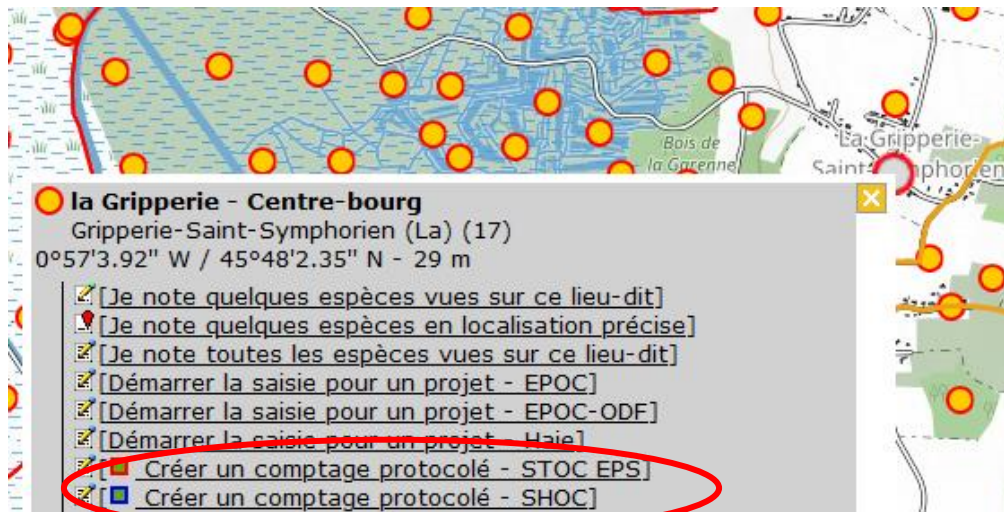 Bois de
la Garenne
La Gripperie-
Saint-Symphorien
la Gripperie - Centre-bourg
Gripperie-Saint-Symphorien (La) (17)
0°57'3.92" W / 45°48'2.35" N - 29 m
[Je note quelques espèces vues sur ce lieu-dit]
[Je note quelques espèces en localisation précise]
[Je note toutes les espèces vues sur ce lieu-dit]
[Démarrer la saisie pour un projet - EPOC]
[Démarrer la saisie pour un projet - EPOC-ODF]
[Démarrer la saisie pour un projet - Haie]
[ Créer un comptage protocolé - STOC EPS]
[ Créer un comptage protocolé - SHOC]